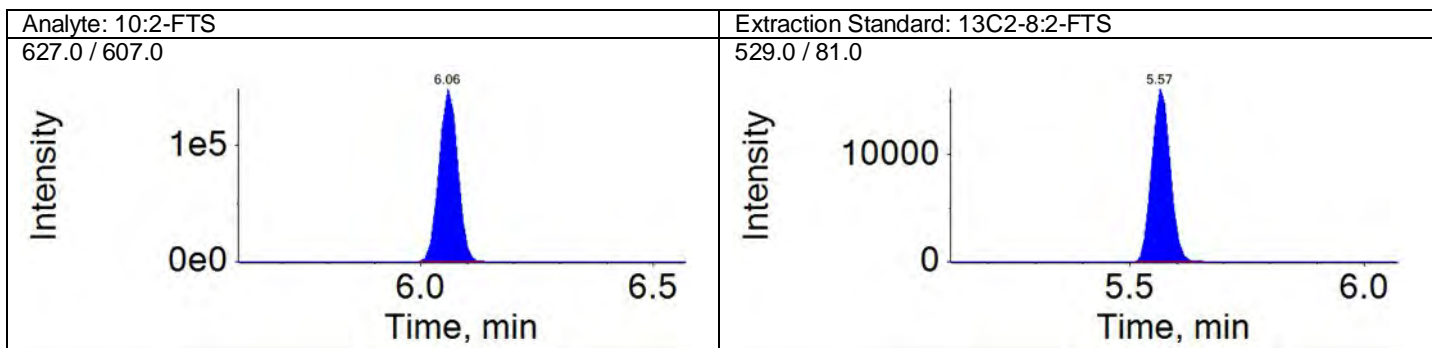 Analyte: 10:2-FTS
627.0 / 607.0
6.06
Intensity
1e5
0e0
6.0
6.5
Time, min
Extraction Standard: 13C2-8:2-FTS
529.0 / 81.0
5.57
Intensity
10000
0
5.5
6.0
Time, min